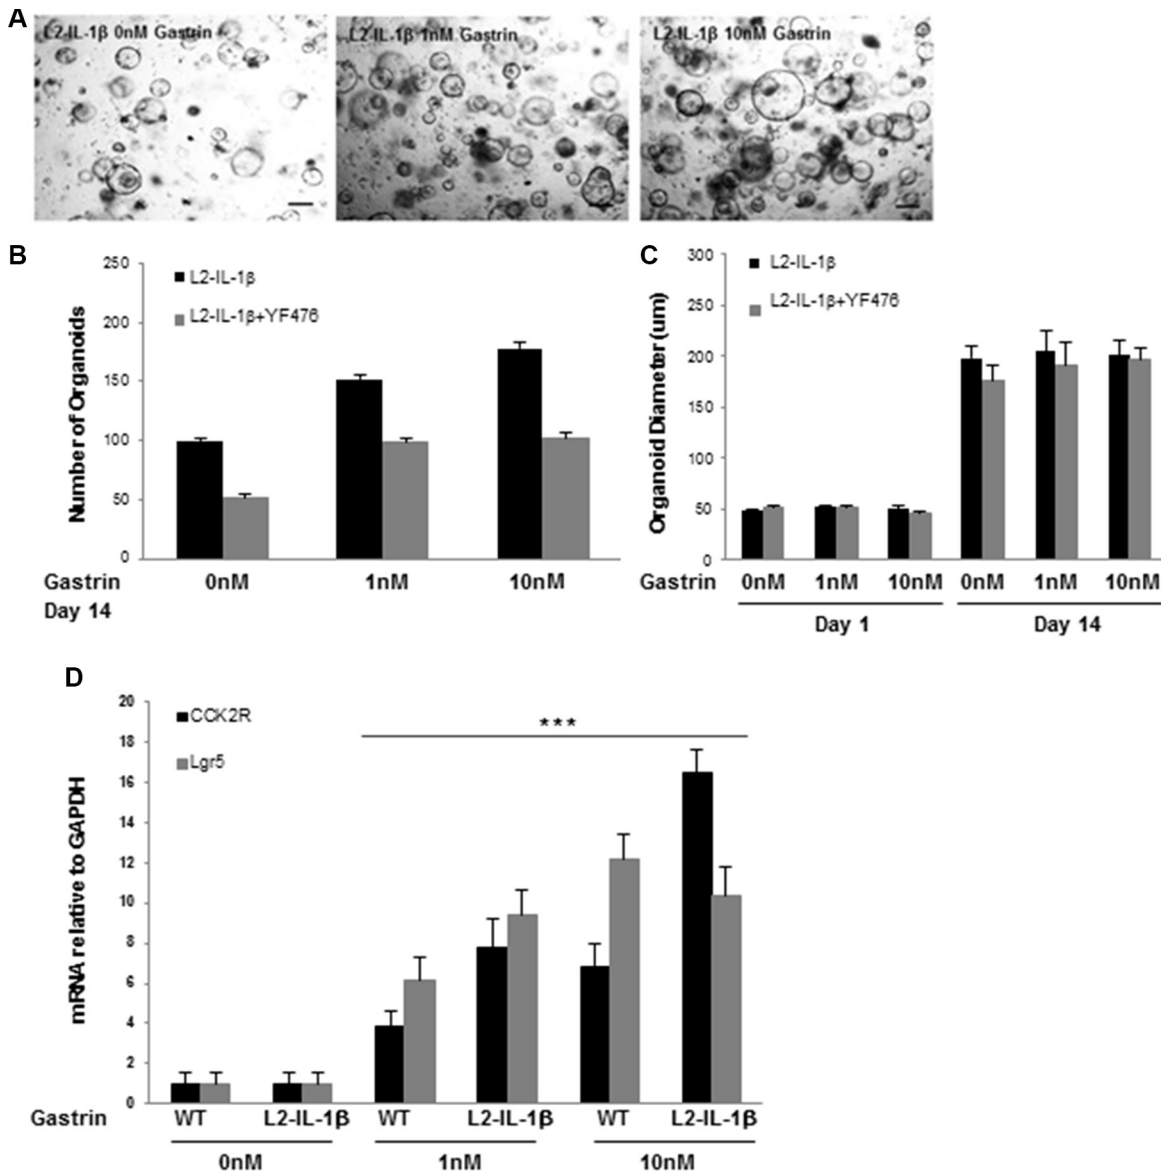 A
L2-IL-1β 0nM Gastrin
L2-IL-1β 1nM Gastrin
L2-IL-1β 10nM Gastrin
B
250
200
150
100
50
0
Number of Organoids
L2-IL-1β
L2-IL-1β+YF476
Gastrin 0nM 1nM 10nM
Day 14
C
300
250
200
150
100
50
0
Organoid Diameter (um)
L2-IL-1β
L2-IL-1β+YF476
Gastrin 0nM 1nM 10nM 0nM 1nM 10nM
Day 1 Day 14
D
20
18
16
14
12
10
8
6
4
2
0
mRNA relative to GAPDH
CCK2R
Lgr5
***
Gastrin WT L2-IL-1β WT L2-IL-1β WT L2-IL-1β
0nM 1nM 10nM